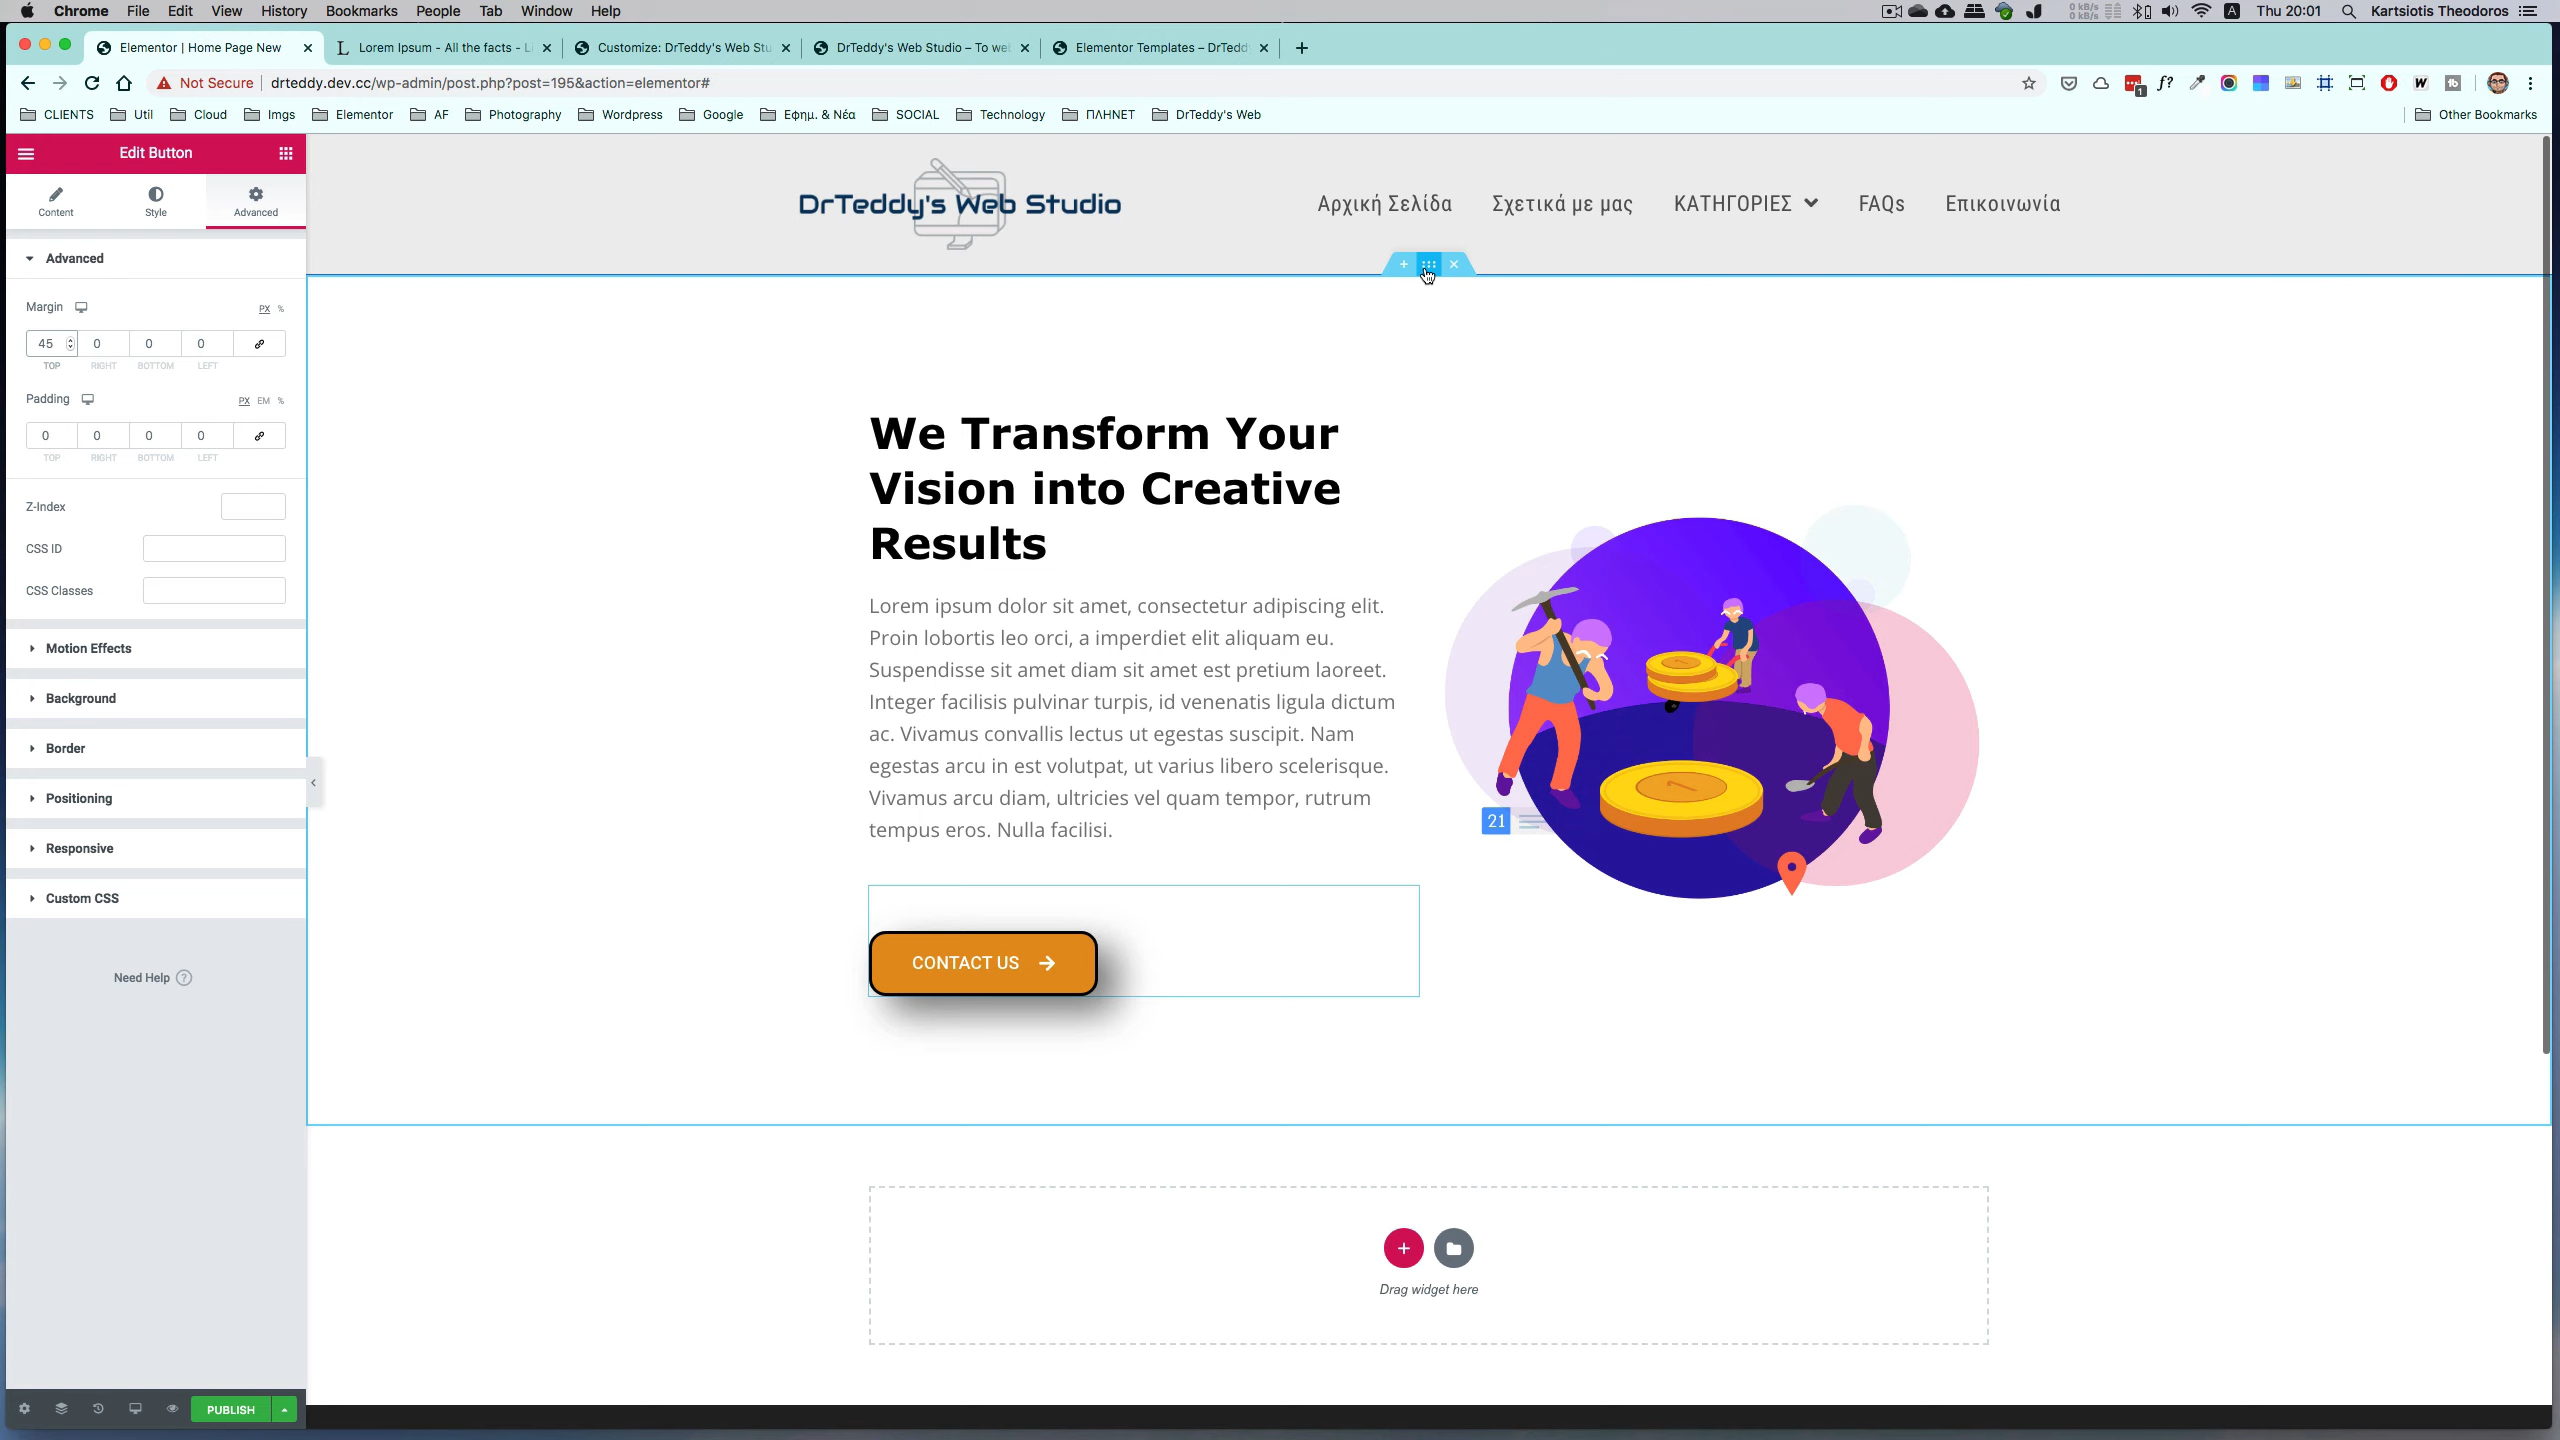 Chrome File Edit View History Bookmarks People Tab Window Help
0 kB/s
0 kB/s
Thu 20:01 Kartsiotis Theodoros
Elementor | Home Page New
Lorem Ipsum - All the facts - Li
Customize: DrTeddy's Web Stu
DrTeddy's Web Studio – To web
Elementor Templates – DrTeddy
Not Secure drteddy.dev.cc/wp-admin/post.php?post=195&action=elementor#
CLIENTS Util Cloud Imgs Elementor AF Photography Wordpress Google Εφημ. & Νέα SOCIAL Technology ΠΛΗΝΕΤ DrTeddy's Web Other Bookmarks
Edit Button
Content Style Advanced
Advanced
Margin PX %
45 0 0 0
TOP RIGHT BOTTOM LEFT
Padding PX EM %
0 0 0 0
TOP RIGHT BOTTOM LEFT
Z-Index
CSS ID
CSS Classes
Motion Effects
Background
Border
Positioning
Responsive
Custom CSS
Need Help ?
PUBLISH
DrTeddy's Web Studio
Αρχική Σελίδα Σχετικά με μας ΚΑΤΗΓΟΡΙΕΣ FAQs Επικοινωνία
We Transform Your
Vision into Creative
Results
Lorem ipsum dolor sit amet, consectetur adipiscing elit.
Proin lobortis leo orci, a imperdiet elit aliquam eu.
Suspendisse sit amet diam sit amet est pretium laoreet.
Integer facilisis pulvinar turpis, id venenatis ligula dictum
ac. Vivamus convallis lectus ut egestas suscipit. Nam
egestas arcu in est volutpat, ut varius libero scelerisque.
Vivamus arcu diam, ultricies vel quam tempor, rutrum
tempus eros. Nulla facilisi.
21
CONTACT US
Drag widget here